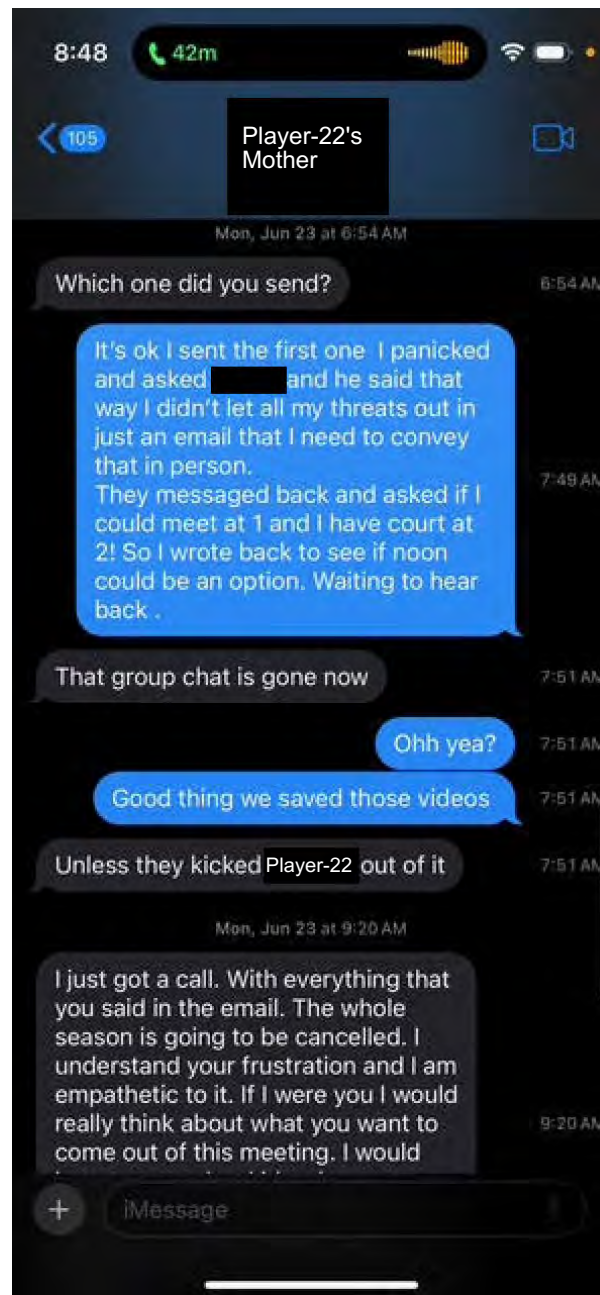 8:48
42m
105
Player-22's
Mother
Mon, Jun 23 at 6:54 AM
Which one did you send?
6:54 AM
It's ok I sent the first one I panicked
and asked
and he said that
way I didn't let all my threats out in
just an email that I need to convey
that in person.
They messaged back and asked if I
could meet at 1 and I have court at
2! So I wrote back to see if noon
could be an option. Waiting to hear
back .
7:49 AM
That group chat is gone now
7:51 AM
Ohh yea?
7:51 AM
Good thing we saved those videos
7:51 AM
Unless they kicked Player-22 out of it
7:51 AM
Mon, Jun 23 at 9:20 AM
I just got a call. With everything that
you said in the email. The whole
season is going to be cancelled. I
understand your frustration and I am
empathetic to it. If I were you I would
really think about what you want to
come out of this meeting. I would
9:20 AM
iMessage